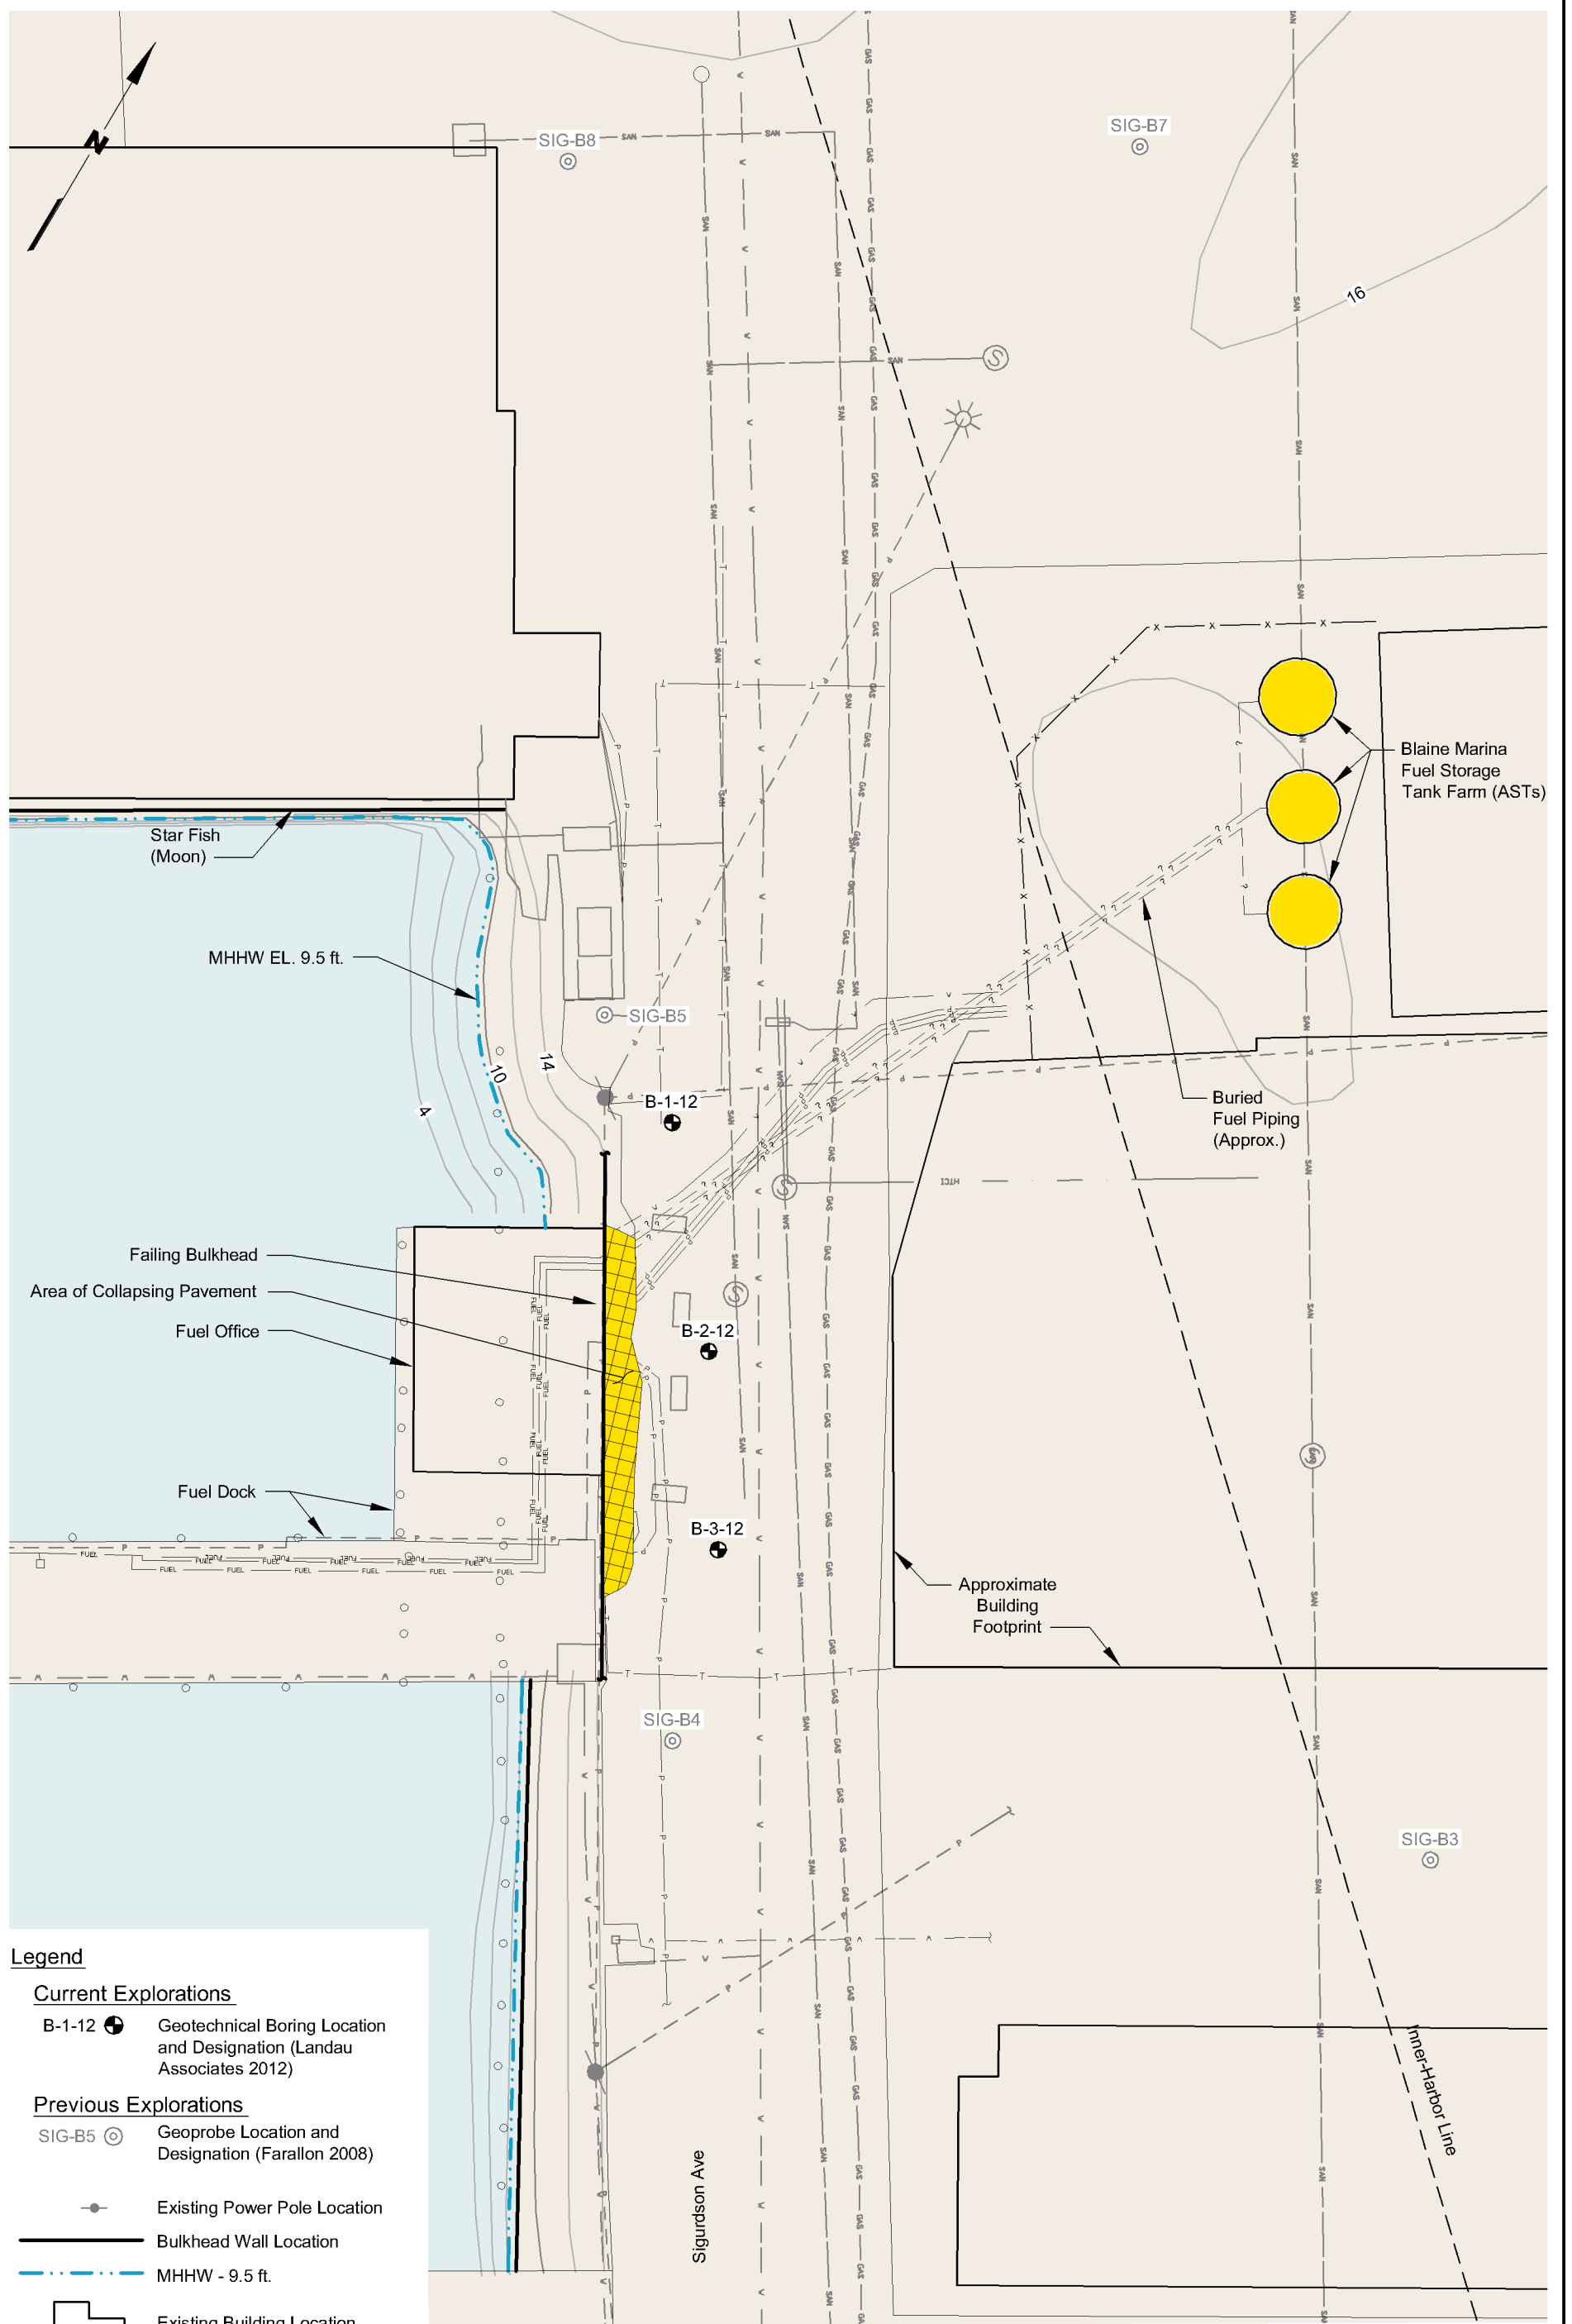 N
SIG-B8
SIG-B7
16
Blaine Marina
Fuel Storage
Tank Farm (ASTs)
Star Fish
(Moon)
MHHW EL. 9.5 ft.
SIG-B5
14
10
4
B-1-12
Buried
Fuel Piping
(Approx.)
Failing Bulkhead
Area of Collapsing Pavement
Fuel Office
B-2-12
Fuel Dock
B-3-12
Approximate
Building
Footprint
SIG-B4
SIG-B3
Inner-Harbor Line
Sigurdson Ave
Legend
Current Explorations
B-1-12
Geotechnical Boring Location
and Designation (Landau
Associates 2012)
Previous Explorations
SIG-B5
Geoprobe Location and
Designation (Farallon 2008)
Existing Power Pole Location
Bulkhead Wall Location
MHHW - 9.5 ft.
Existing Building Location